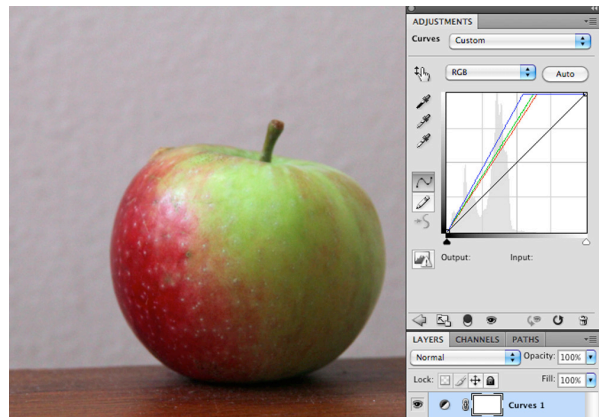 ADJUSTMENTS
Curves Custom
RGB Auto
Output: Input:
LAYERS CHANNELS PATHS
Normal Opacity: 100%
Lock: Fill: 100%
Curves 1